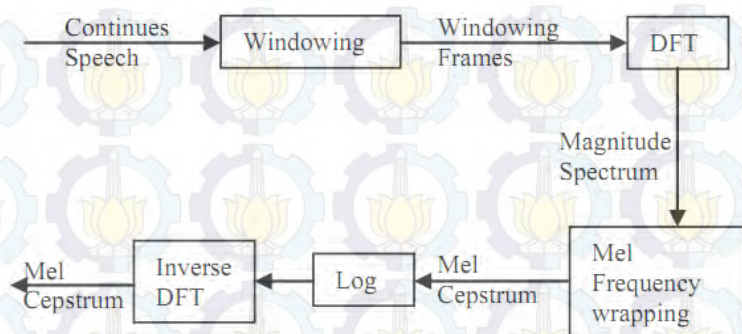 Continues
Speech
Windowing
Windowing
Frames
DFT
Magnitude
Spectrum
Mel
Frequency
wrapping
Mel
Cepstrum
Log
Inverse
DFT
Mel
Cepstrum